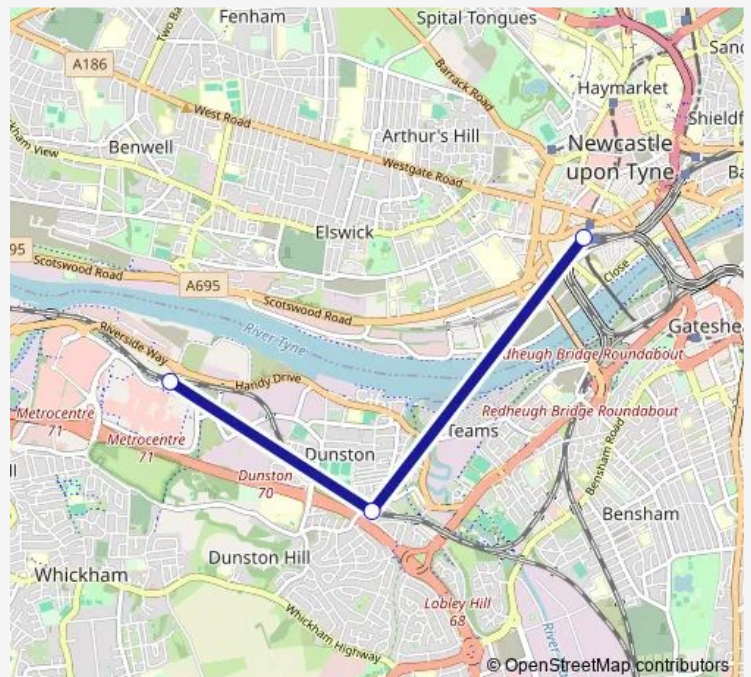 Fenham
Spital Tongues
Two Ba
Sand
A186
Barrack Road
Haymarket
West Road
Shieldf
Benwell
Arthur's Hill
Newcastle
upon Tyne
kham View
Westgate Road
Ba
Elswick
95
Scotswood Road
A695
Close
Scotswood Road
River Tyne
Gateshe
Riverside Way
Jheugh Bridge Roundabout
Handy Drive
Metrocentre
71
Redheugh Bridge Roundabout
Metrocentre
71
Teams
Dunston
Bensham Road
ll
Dunston
70
Bensham
Dunston Hill
Whickham
Lobley Hill
68
Whickham Highway
River
© OpenStreetMap contributors